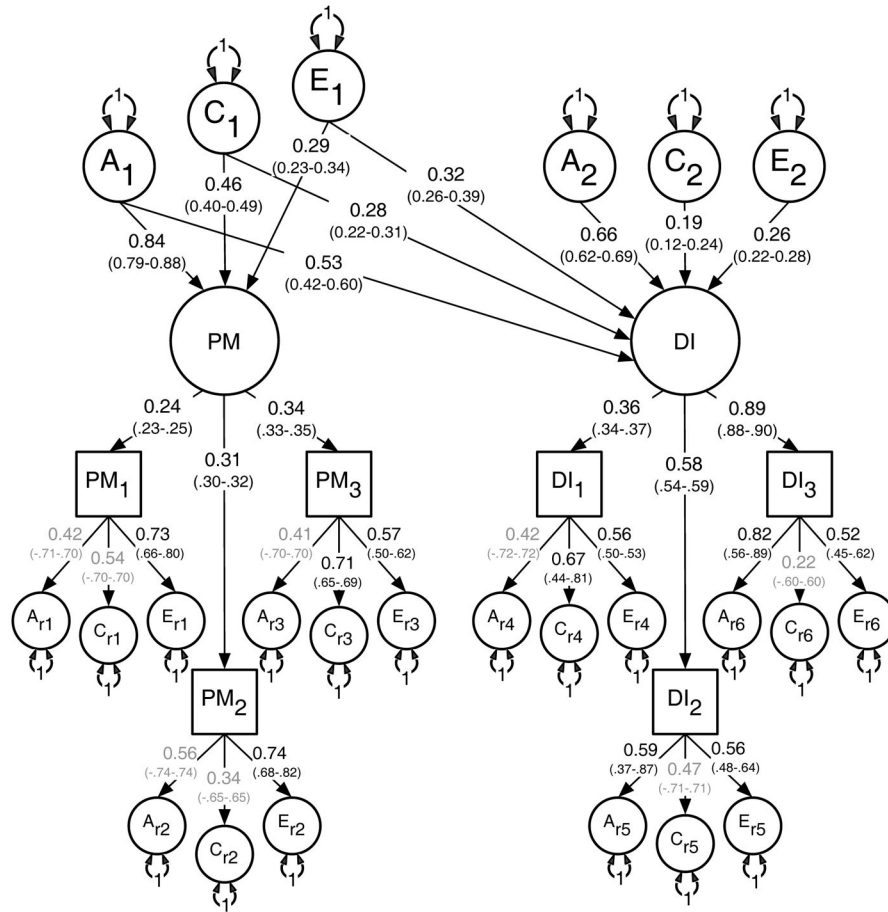 1
E1
1
C1
1
A1
1
A2
1
C2
1
E2
0.29
(0.23-0.34)
0.32
(0.26-0.39)
0.46
(0.40-0.49)
0.28
(0.22-0.31)
0.84
(0.79-0.88)
0.53
(0.42-0.60)
0.66
(0.62-0.69)
0.19
(0.12-0.24)
0.26
(0.22-0.28)
PM
DI
0.24
(.23-.25)
0.34
(.33-.35)
0.31
(.30-.32)
0.36
(.34-.37)
0.89
(.88-.90)
0.58
(.54-.59)
PM1
PM3
DI1
DI3
0.42
(-.71-.70)
0.54
(-.70-.70)
0.73
(.66-.80)
0.41
(-.70-.70)
0.71
(.65-.69)
0.57
(.50-.62)
0.42
(-.72-.72)
0.67
(.44-.81)
0.56
(.50-.53)
0.82
(.56-.89)
0.22
(-.60-.60)
0.52
(.45-.62)
Ar1
Cr1
Er1
Ar3
Cr3
Er3
Ar4
Cr4
Er4
Ar6
Cr6
Er6
1
1
1
1
1
1
1
1
1
1
1
1
PM2
DI2
0.56
(-.74-.74)
0.34
(-.65-.65)
0.74
(.68-.82)
0.59
(.37-.87)
0.47
(-.71-.71)
0.56
(.48-.64)
Ar2
Cr2
Er2
Ar5
Cr5
Er5
1
1
1
1
1
1